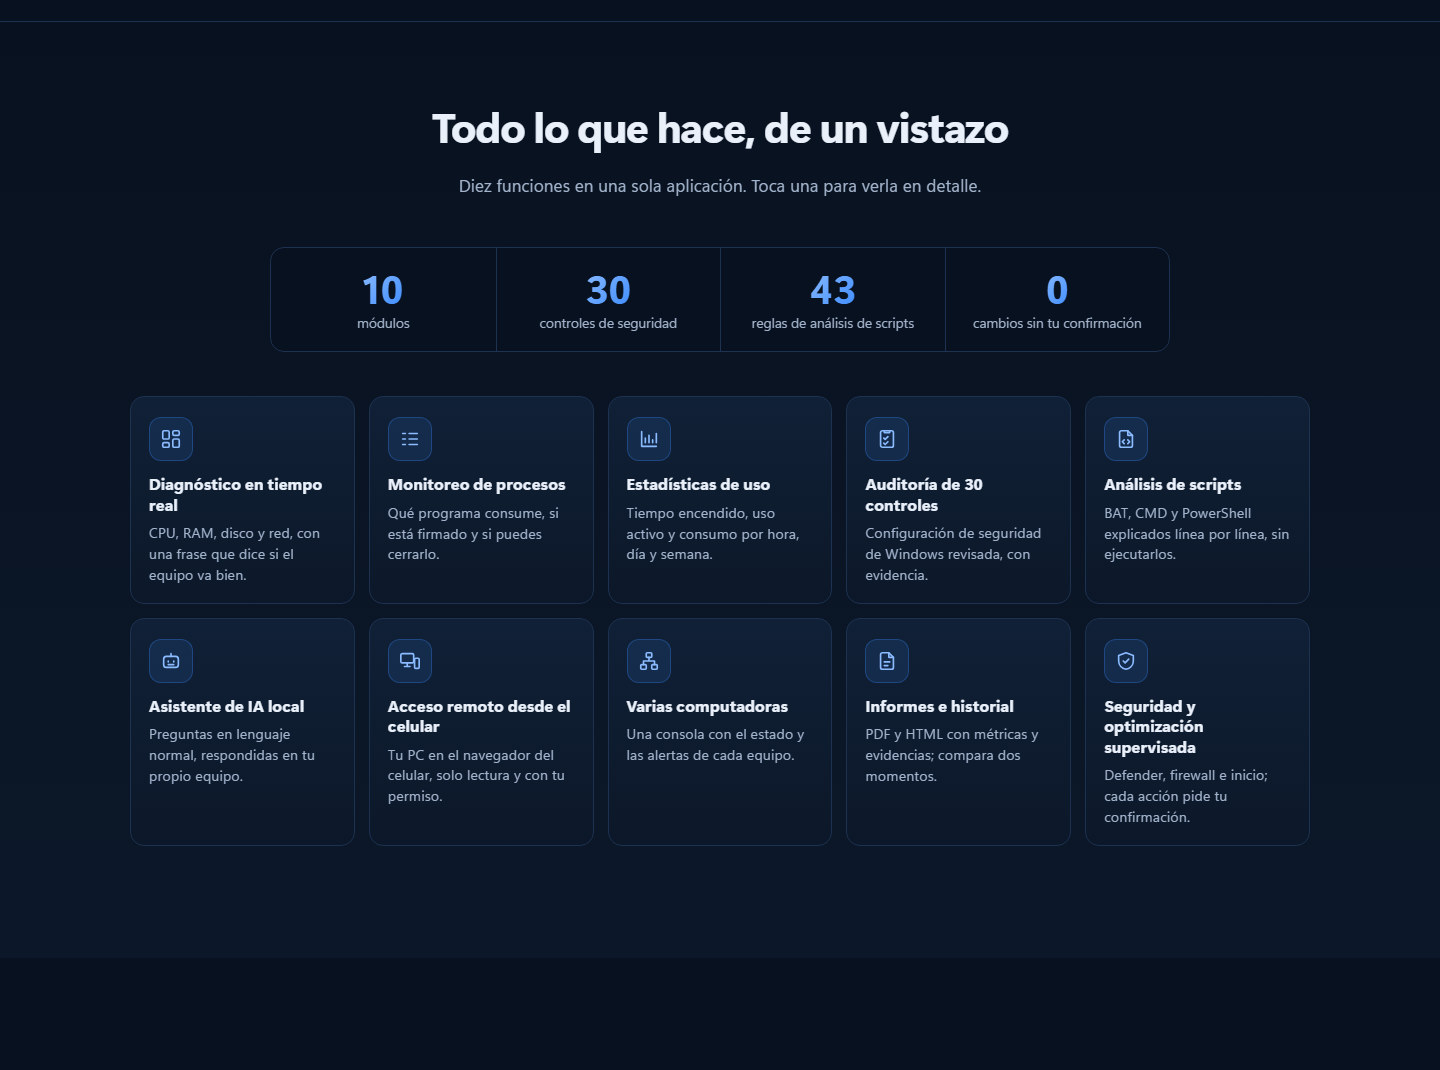 Todo lo que hace, de un vistazo
Diez funciones en una sola aplicación. Toca una para verla en detalle.
10
módulos
30
controles de seguridad
43
reglas de análisis de scripts
0
cambios sin tu confirmación
Diagnóstico en tiempo
real
CPU, RAM, disco y red, con
una frase que dice si el
equipo va bien.
Monitoreo de procesos
Qué programa consume, si
está firmado y si puedes
cerrarlo.
Estadísticas de uso
Tiempo encendido, uso
activo y consumo por hora,
día y semana.
Auditoría de 30
controles
Configuración de seguridad
de Windows revisada, con
evidencia.
Análisis de scripts
BAT, CMD y PowerShell
explicados línea por línea, sin
ejecutarlos.
Asistente de IA local
Preguntas en lenguaje
normal, respondidas en tu
propio equipo.
Acceso remoto desde el
celular
Tu PC en el navegador del
celular, solo lectura y con tu
permiso.
Varias computadoras
Una consola con el estado y
las alertas de cada equipo.
Informes e historial
PDF y HTML con métricas y
evidencias; compara dos
momentos.
Seguridad y
optimización
supervisada
Defender, firewall e inicio;
cada acción pide tu
confirmación.